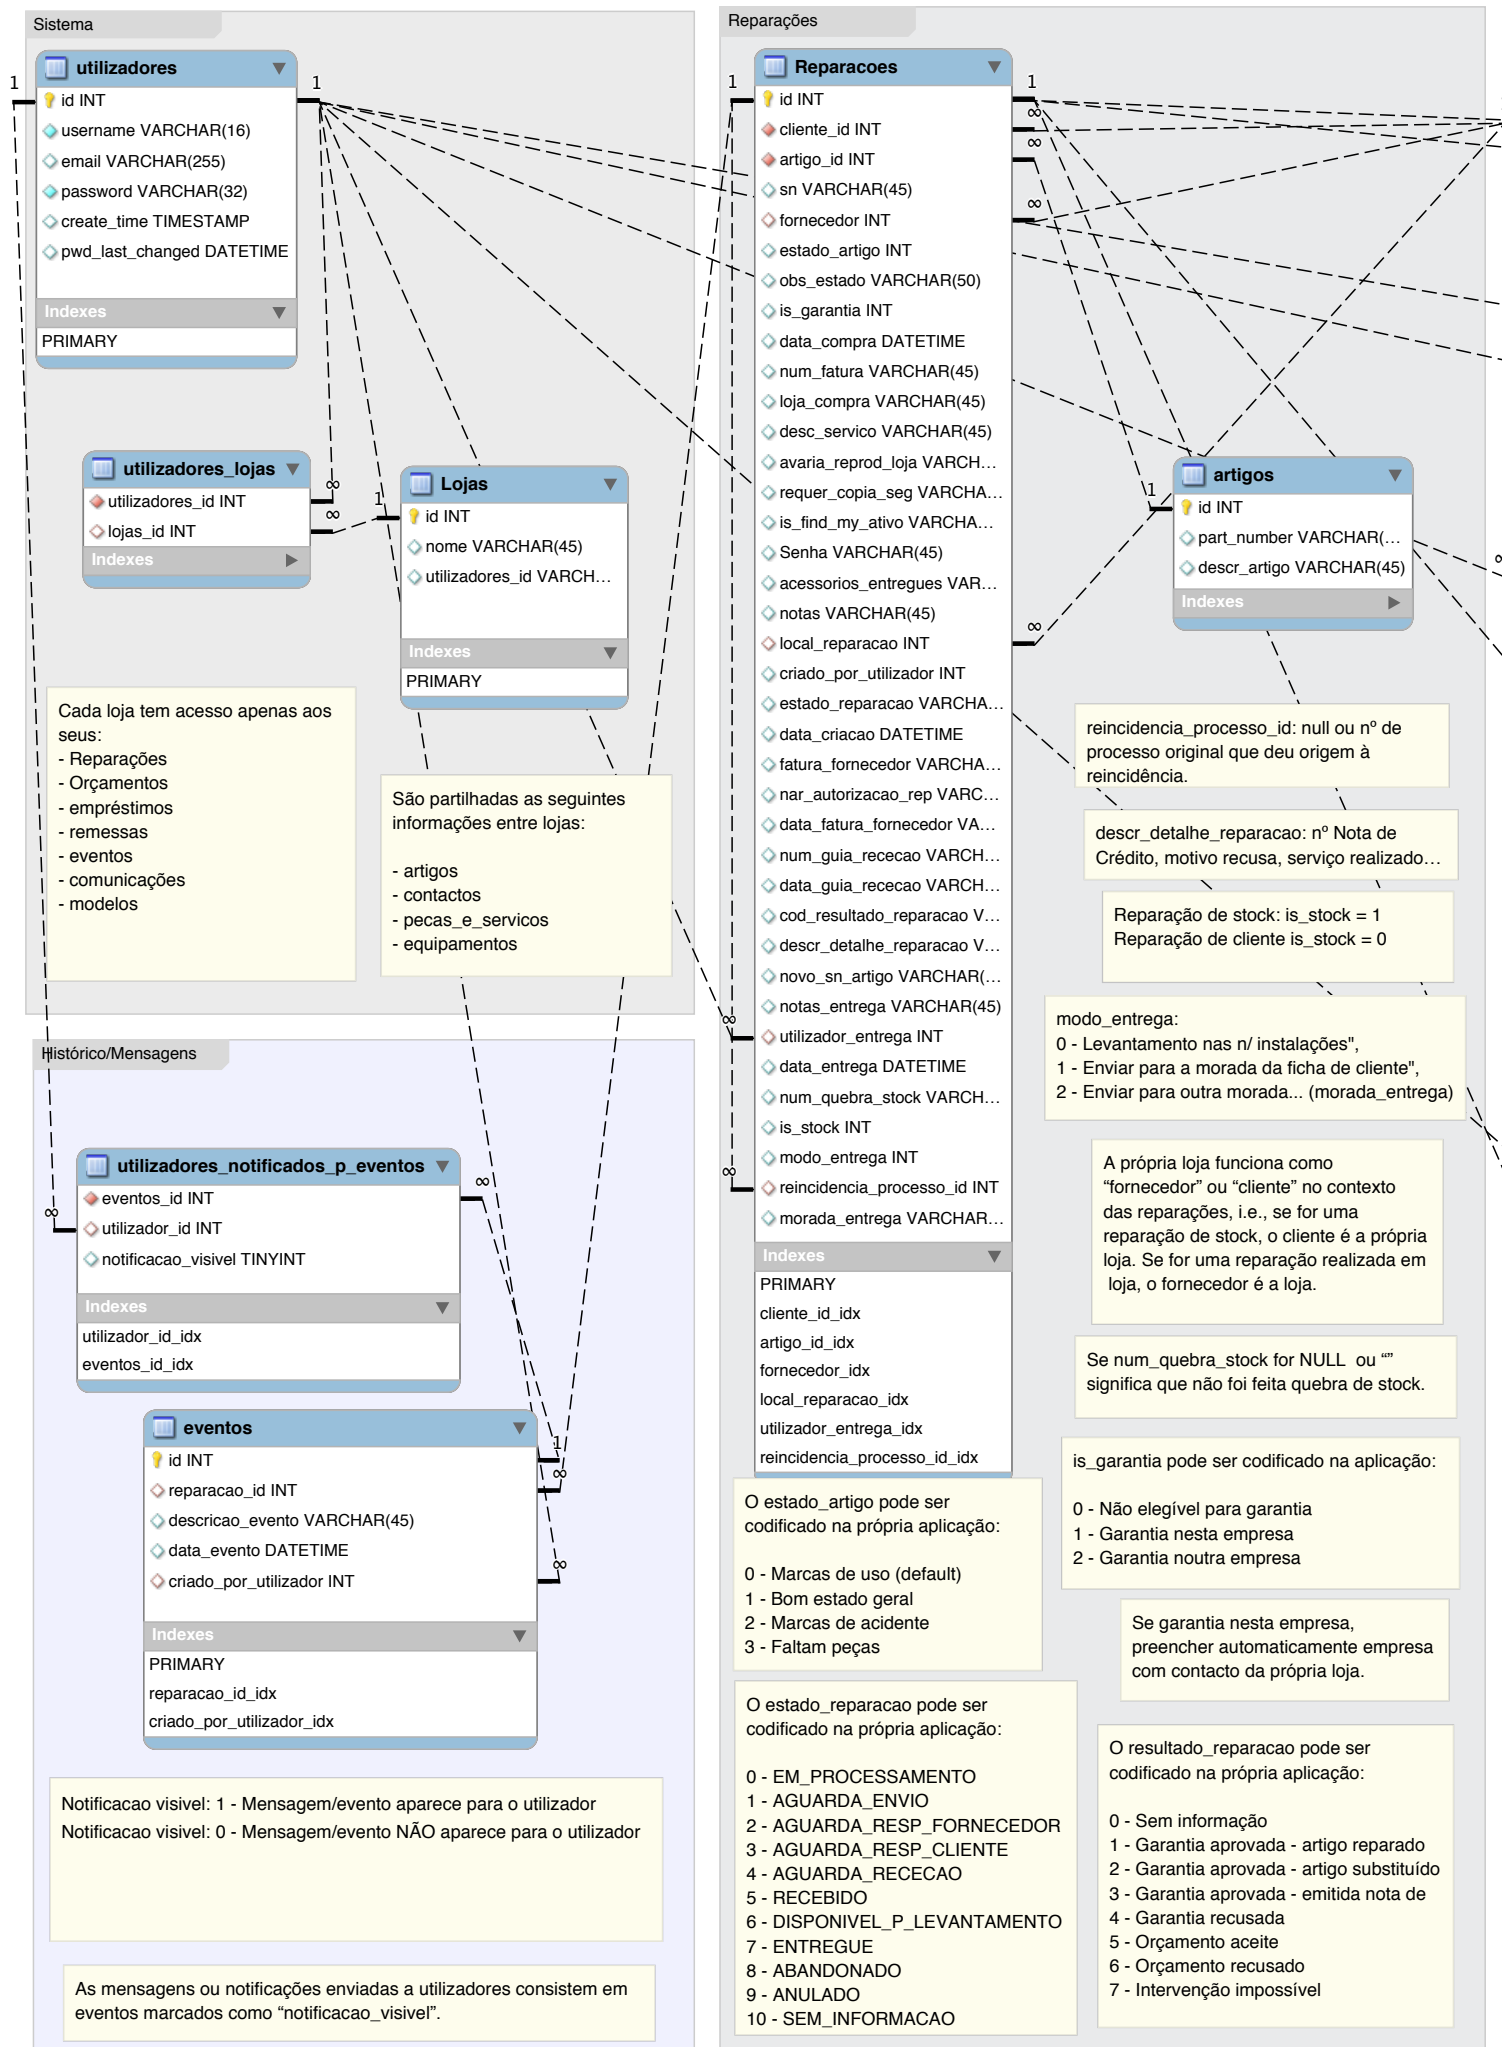 Sistema
utilizadores
1
1
id INT
username VARCHAR(16)
email VARCHAR(255)
password VARCHAR(32)
create_time TIMESTAMP
pwd_last_changed DATETIME
Indexes
PRIMARY
utilizadores_lojas
utilizadores_id INT
∞
lojas_id INT
∞
Indexes
Lojas
1
id INT
nome VARCHAR(45)
utilizadores_id VARCH…
Indexes
PRIMARY
Cada loja tem acesso apenas aos
seus:
- Reparações
- Orçamentos
- empréstimos
- remessas
- eventos
- comunicações
- modelos
São partilhadas as seguintes
informações entre lojas:
- artigos
- contactos
- pecas_e_servicos
- equipamentos
Histórico/Mensagens
utilizadores_notificados_p_eventos
eventos_id INT
∞
∞
utilizador_id INT
notificacao_visivel TINYINT
Indexes
utilizador_id_idx
eventos_id_idx
eventos
id INT
1
reparacao_id INT
∞
descricao_evento VARCHAR(45)
data_evento DATETIME
criado_por_utilizador INT
∞
Indexes
PRIMARY
reparacao_id_idx
criado_por_utilizador_idx
Notificacao visivel: 1 - Mensagem/evento aparece para o utilizador
Notificacao visivel: 0 - Mensagem/evento NÃO aparece para o utilizador
As mensagens ou notificações enviadas a utilizadores consistem em
eventos marcados como “notificacao_visivel”.
Reparações
Reparacoes
1
1
id INT
∞
cliente_id INT
∞
artigo_id INT
sn VARCHAR(45)
∞
fornecedor INT
estado_artigo INT
obs_estado VARCHAR(50)
is_garantia INT
data_compra DATETIME
num_fatura VARCHAR(45)
loja_compra VARCHAR(45)
desc_servico VARCHAR(45)
avaria_reprod_loja VARCH…
requer_copia_seg VARCHA…
is_find_my_ativo VARCHA…
Senha VARCHAR(45)
acessorios_entregues VAR…
notas VARCHAR(45)
∞
local_reparacao INT
criado_por_utilizador INT
estado_reparacao VARCHA…
data_criacao DATETIME
fatura_fornecedor VARCHA…
nar_autorizacao_rep VARC…
data_fatura_fornecedor VA…
num_guia_rececao VARCH…
data_guia_rececao VARCH…
cod_resultado_reparacao V…
descr_detalhe_reparacao V…
novo_sn_artigo VARCHAR(…
notas_entrega VARCHAR(45)
∞
utilizador_entrega INT
data_entrega DATETIME
num_quebra_stock VARCH…
is_stock INT
modo_entrega INT
∞
reincidencia_processo_id INT
morada_entrega VARCHAR…
Indexes
PRIMARY
cliente_id_idx
artigo_id_idx
fornecedor_idx
local_reparacao_idx
utilizador_entrega_idx
reincidencia_processo_id_idx
O estado_artigo pode ser
codificado na própria aplicação:
0 - Marcas de uso (default)
1 - Bom estado geral
2 - Marcas de acidente
3 - Faltam peças
O estado_reparacao pode ser
codificado na própria aplicação:
0 - EM_PROCESSAMENTO
1 - AGUARDA_ENVIO
2 - AGUARDA_RESP_FORNECEDOR
3 - AGUARDA_RESP_CLIENTE
4 - AGUARDA_RECECAO
5 - RECEBIDO
6 - DISPONIVEL_P_LEVANTAMENTO
7 - ENTREGUE
8 - ABANDONADO
9 - ANULADO
10 - SEM_INFORMACAO
artigos
1
id INT
part_number VARCHAR(…
descr_artigo VARCHAR(45)
Indexes
reincidencia_processo_id: null ou nº de
processo original que deu origem à
reincidência.
descr_detalhe_reparacao: nº Nota de
Crédito, motivo recusa, serviço realizado…
Reparação de stock: is_stock = 1
Reparação de cliente is_stock = 0
modo_entrega:
0 - Levantamento nas n/ instalações",
1 - Enviar para a morada da ficha de cliente",
2 - Enviar para outra morada... (morada_entrega)
A própria loja funciona como
“fornecedor” ou “cliente” no contexto
das reparações, i.e., se for uma
reparação de stock, o cliente é a própria
loja. Se for uma reparação realizada em
loja, o fornecedor é a loja.
Se num_quebra_stock for NULL ou “”
significa que não foi feita quebra de stock.
is_garantia pode ser codificado na aplicação:
0 - Não elegível para garantia
1 - Garantia nesta empresa
2 - Garantia noutra empresa
Se garantia nesta empresa,
preencher automaticamente empresa
com contacto da própria loja.
O resultado_reparacao pode ser
codificado na própria aplicação:
0 - Sem informação
1 - Garantia aprovada - artigo reparado
2 - Garantia aprovada - artigo substituído
3 - Garantia aprovada - emitida nota de
4 - Garantia recusada
5 - Orçamento aceite
6 - Orçamento recusado
7 - Intervenção impossível